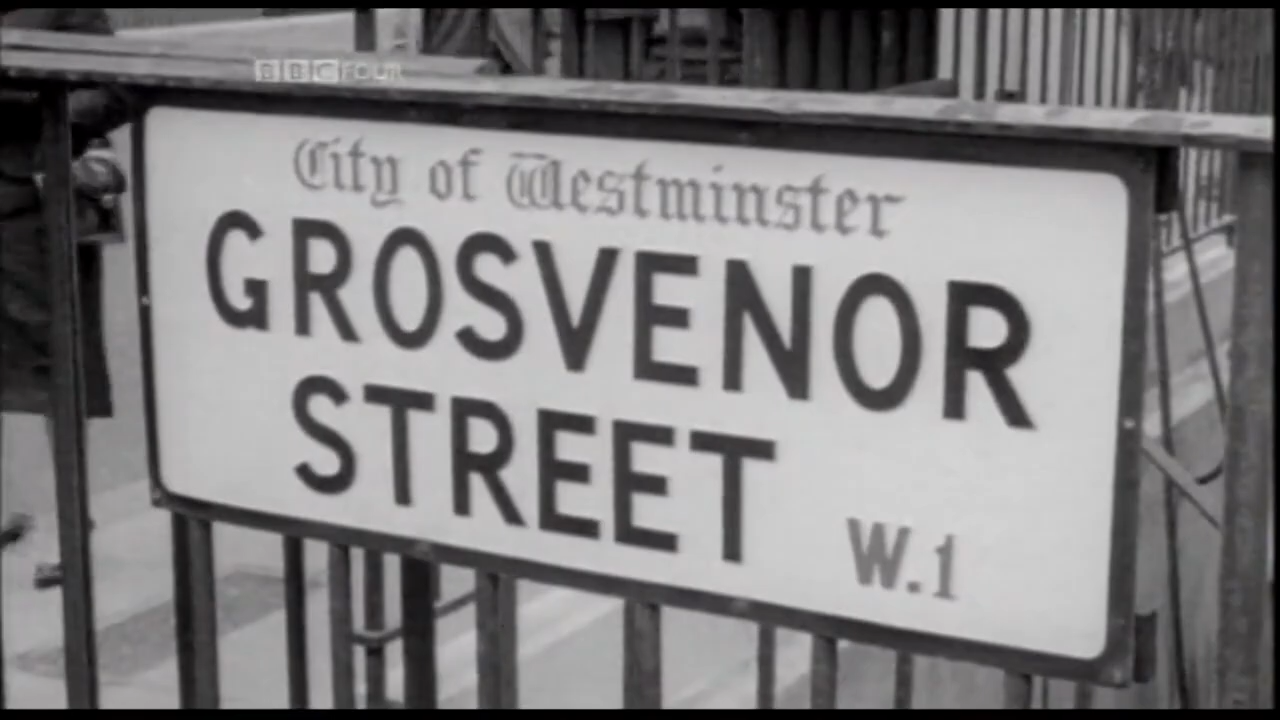 BBC FOUR
City of Westminster
GROSVENOR
STREET
W.1